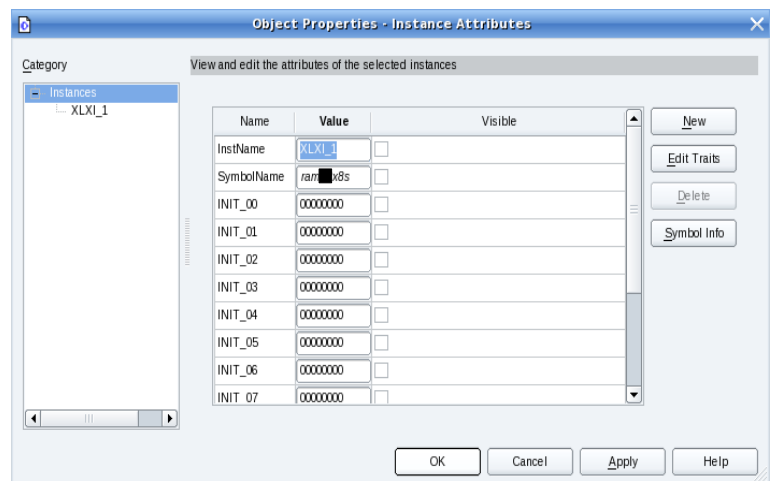 Object Properties - Instance Attributes
Category
View and edit the attributes of the selected instances
Instances
XLXI_1
Name Value Visible
InstName XLXI_1
SymbolName ram x8s
INIT_00 00000000
INIT_01 00000000
INIT_02 00000000
INIT_03 00000000
INIT_04 00000000
INIT_05 00000000
INIT_06 00000000
INIT_07 00000000
New
Edit Traits
Delete
Symbol Info
OK Cancel Apply Help